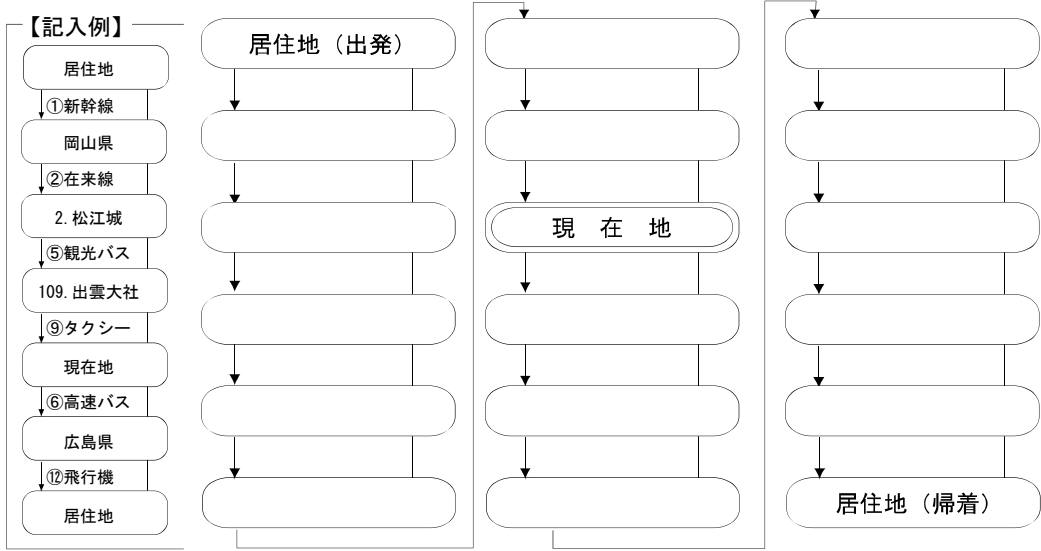 【記入例】
居住地
①新幹線
岡山県
②在来線
2.松江城
⑤観光バス
109.出雲大社
⑨タクシー
現在地
⑥高速バス
広島県
⑫飛行機
居住地
居住地（出発）
現 在 地
居住地（帰着）